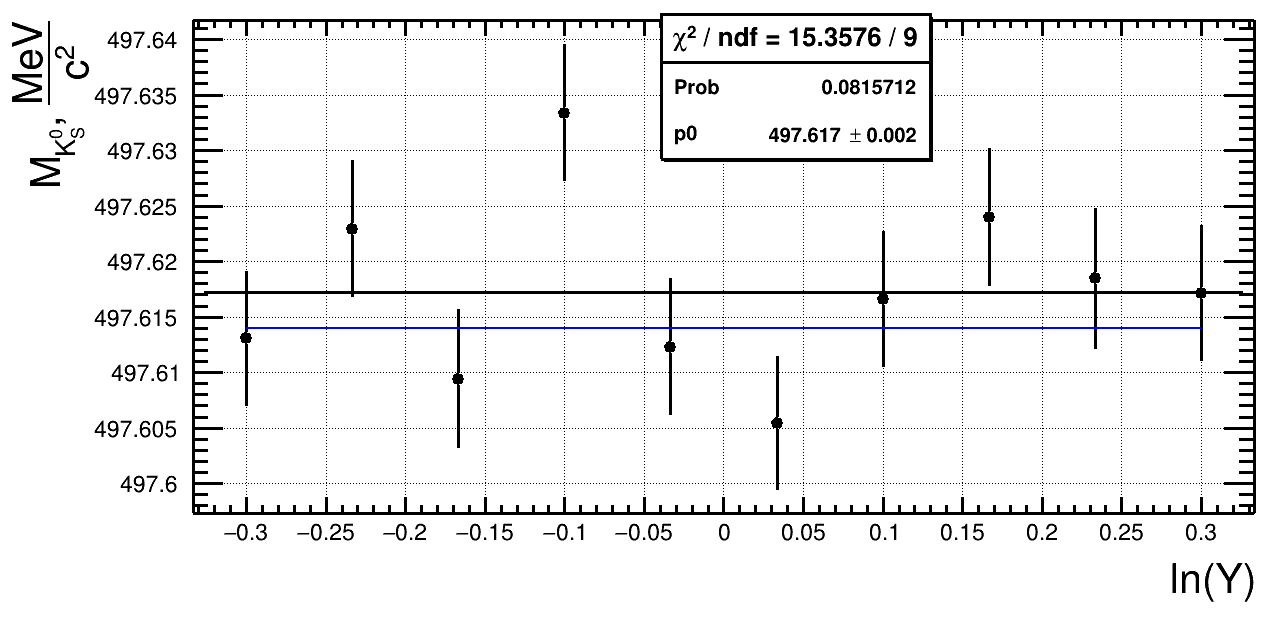 M_{K_S^0}, \frac{MeV}{c^2}
497.64
497.635
497.63
497.625
497.62
497.615
497.61
497.605
497.6
χ² / ndf = 15.3576 / 9
Prob 0.0815712
p0 497.617 ± 0.002
−0.3 −0.25 −0.2 −0.15 −0.1 −0.05 0 0.05 0.1 0.15 0.2 0.25 0.3
ln(Y)